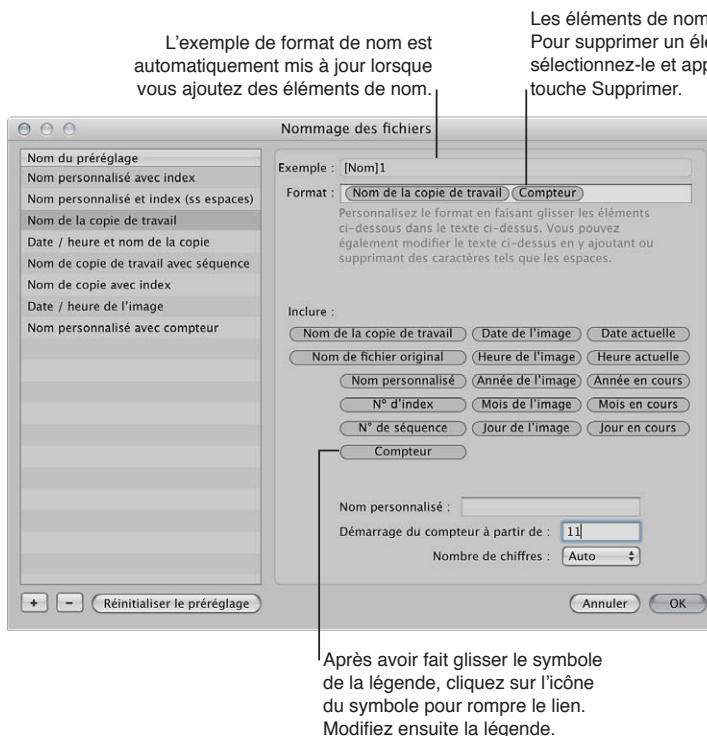 L'exemple de format de nom est
automatiquement mis à jour lorsque
vous ajoutez des éléments de nom.
Les éléments de nom
Pour supprimer un
sélectionnez-le et
touche Supprimer.
Nommage des fichiers
Nom du préréglage
Nom personnalisé avec index
Nom personnalisé et index (ss espaces)
Nom de la copie de travail
Date / heure et nom de la copie
Nom de copie de travail avec séquence
Nom de copie avec index
Date / heure de l'image
Nom personnalisé avec compteur
Exemple : [Nom]1
Format : Nom de la copie de travail Compteur
Personnalisez le format en faisant glisser les éléments
ci-dessous dans le texte ci-dessus. Vous pouvez
également modifier le texte ci-dessus en y ajoutant ou
supprimant des caractères tels que les espaces.
Inclure :
Nom de la copie de travail Date de l'image Date actuelle
Nom de fichier original Heure de l'image Heure actuelle
Nom personnalisé Année de l'image Année en cours
N° d'index Mois de l'image Mois en cours
N° de séquence Jour de l'image Jour en cours
Compteur
Nom personnalisé :
Démarrage du compteur à partir de : 11
Nombre de chiffres : Auto
+ - Réinitialiser le préréglage
Annuler OK
Après avoir fait glisser le symbole
de la légende, cliquez sur l'icône
du symbole pour rompre le lien.
Modifiez ensuite la légende.